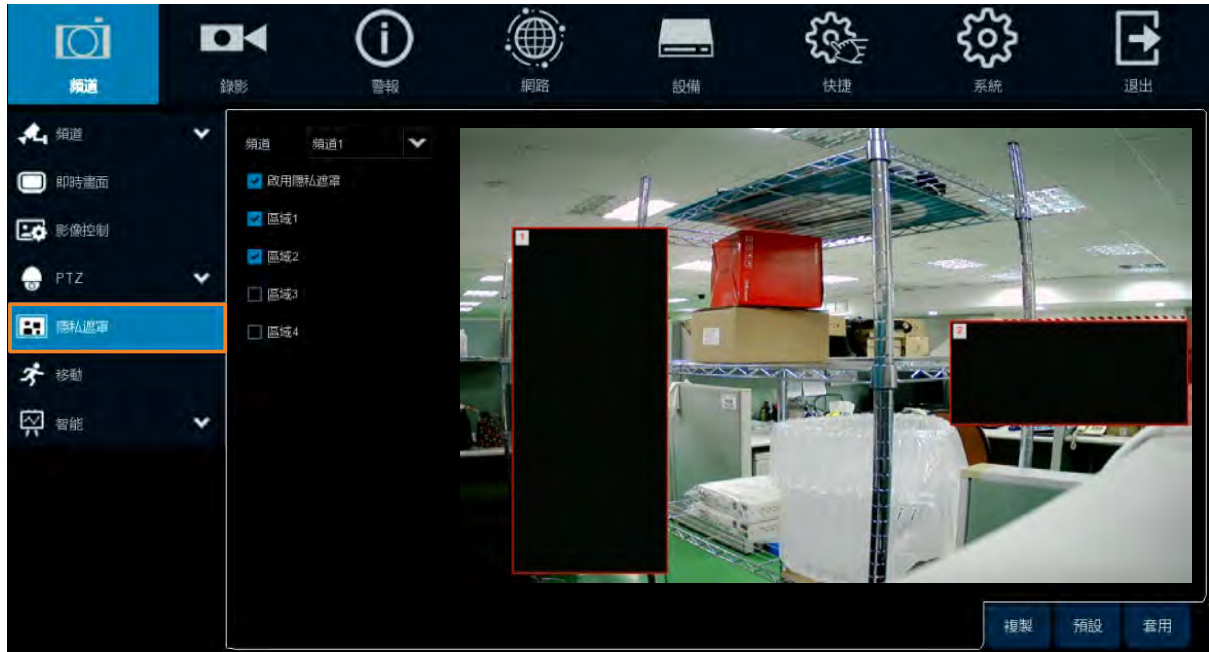 頻道
錄影
警報
網路
設備
快捷
系統
退出
頻道
即時畫面
影像控制
PTZ
隱私遮罩
移動
智能
頻道 頻道1
啟用隱私遮罩
區域1
區域2
區域3
區域4
1
2
複製 預設 套用